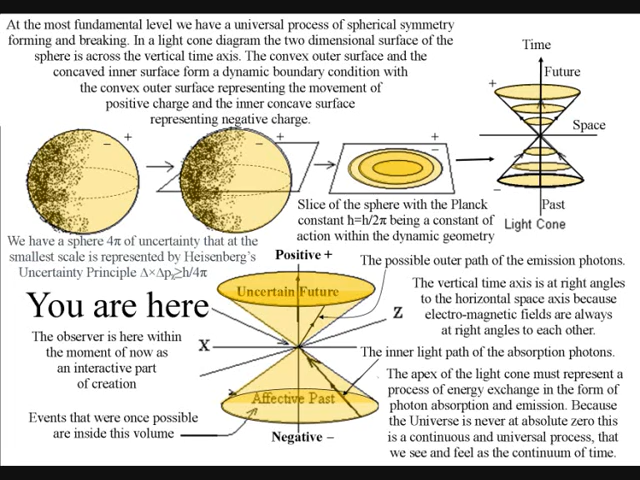 At the most fundamental level we have a universal process of spherical symmetry
forming and breaking. In a light cone diagram the two dimensional surface of the
sphere is across the vertical time axis. The convex outer surface and the
concaved inner surface form a dynamic boundary condition with
the convex outer surface representing the movement of
positive charge and the inner concave surface
representing negative charge.
Time
Future
+
Space
−
Past
Light Cone
− +
− +
+
−
Slice of the sphere with the Planck
constant h=h/2π being a constant of
action within the dynamic geometry
We have a sphere 4π of uncertainty that at the
smallest scale is represented by Heisenberg's
Uncertainty Principle Δ×Δpₓ≥h/4π
Positive +
Uncertain Future
You are here
X
Z
The observer is here within
the moment of now as
an interactive part
of creation
Affective Past
Events that were once possible
are inside this volume
Negative −
The possible outer path of the emission photons.
The vertical time axis is at right angles
to the horizontal space axis because
electro-magnetic fields are always
at right angles to each other.
The inner light path of the absorption photons.
The apex of the light cone must represent a
process of energy exchange in the form of
photon absorption and emission. Because
the Universe is never at absolute zero this
is a continuous and universal process, that
we see and feel as the continuum of time.